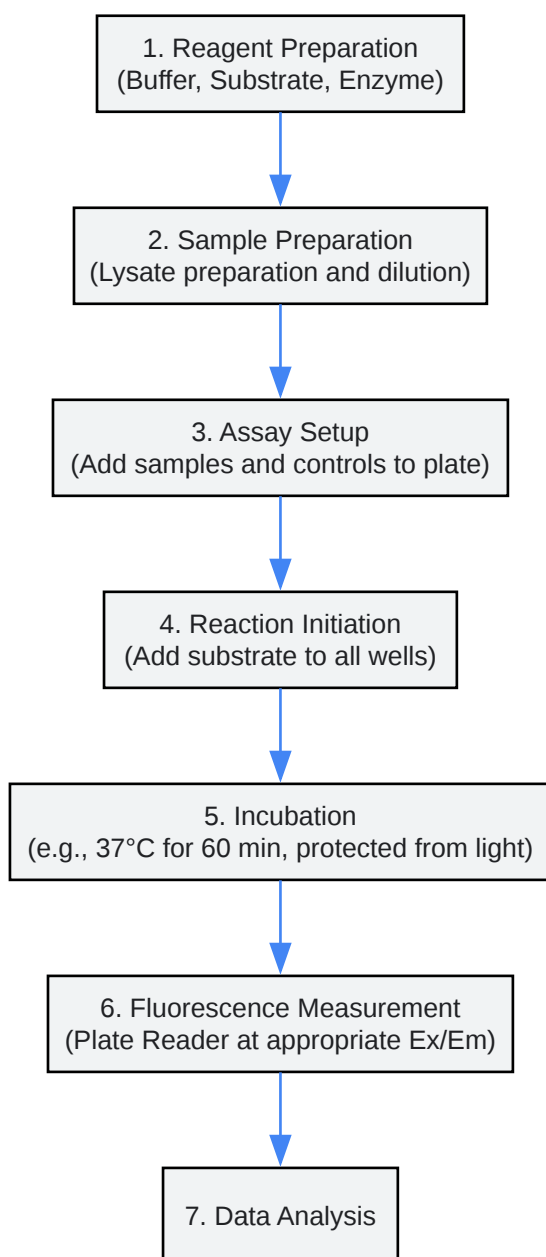 1. Reagent Preparation
(Buffer, Substrate, Enzyme)
2. Sample Preparation
(Lysate preparation and dilution)
3. Assay Setup
(Add samples and controls to plate)
4. Reaction Initiation
(Add substrate to all wells)
5. Incubation
(e.g., 37°C for 60 min, protected from light)
6. Fluorescence Measurement
(Plate Reader at appropriate Ex/Em)
7. Data Analysis